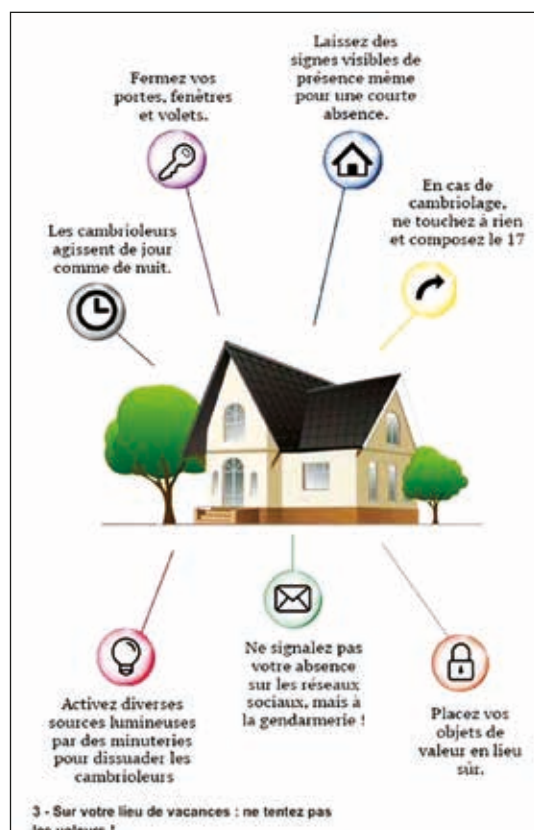 Laissez des
signes visibles de
présence même
pour une courte
absence.
Fermez vos
portes, fenêtres
et volets.
En cas de
cambriolage,
ne touchez à rien
et composez le 17
Les cambrioleurs
agissent de jour
comme de nuit.
Ne signalez pas
votre absence
sur les réseaux
sociaux, mais à
la gendarmerie !
Activez diverses
sources lumineuses
par des minuteries
pour dissuader les
cambrioleurs
Placez vos
objets de
valeur en lieu
sûr.
3 - Sur votre lieu de vacances : ne tentez pas
les voleurs !